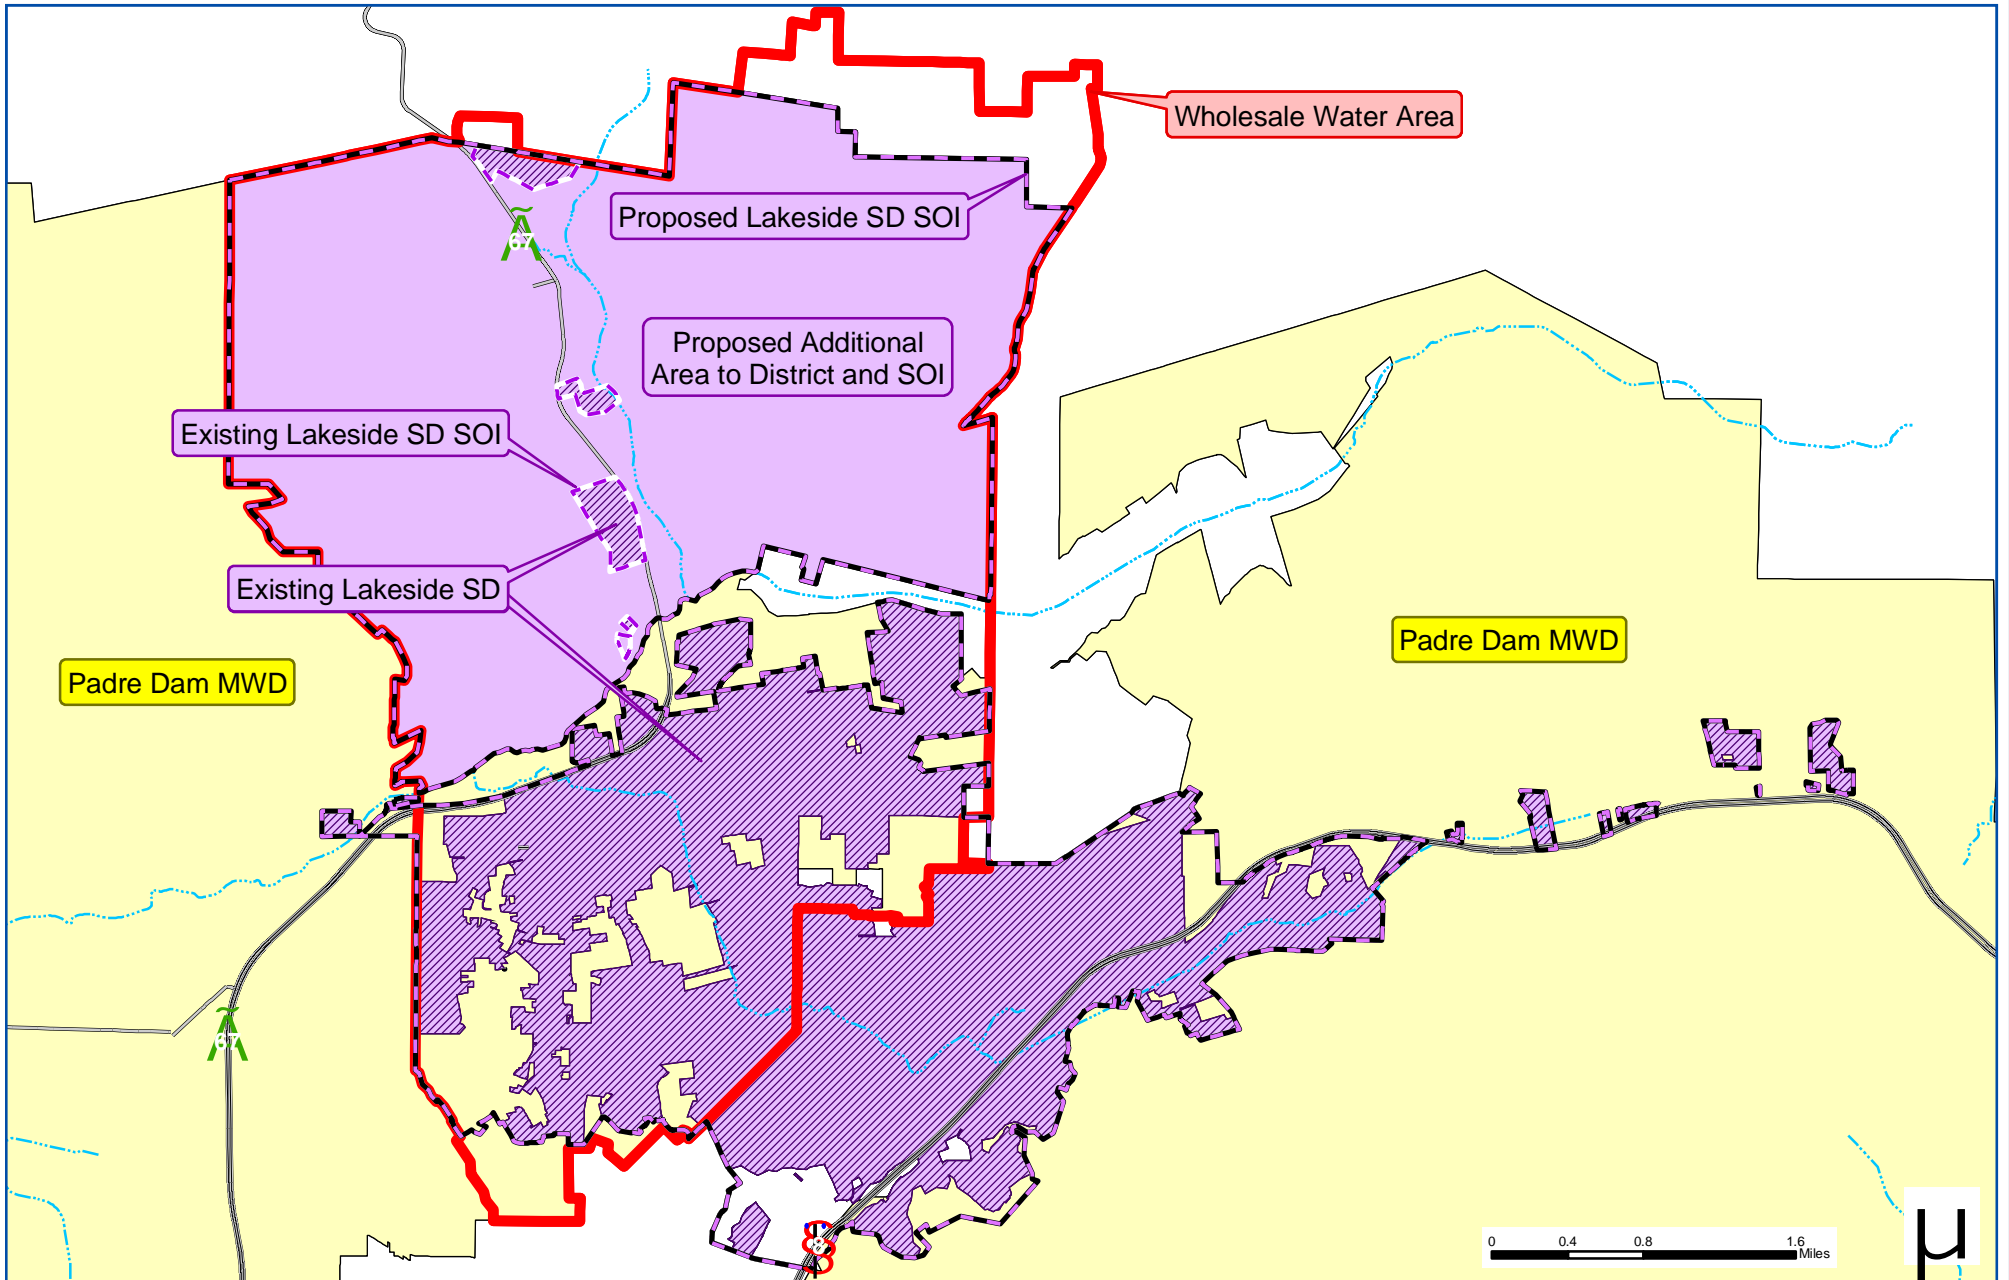 Wholesale Water Area
Proposed Lakeside SD SOI
67
Proposed Additional
Area to District and SOI
Existing Lakeside SD SOI
Existing Lakeside SD
Padre Dam MWD
Padre Dam MWD
67
8
0 0.4 0.8 1.6
Miles
µ